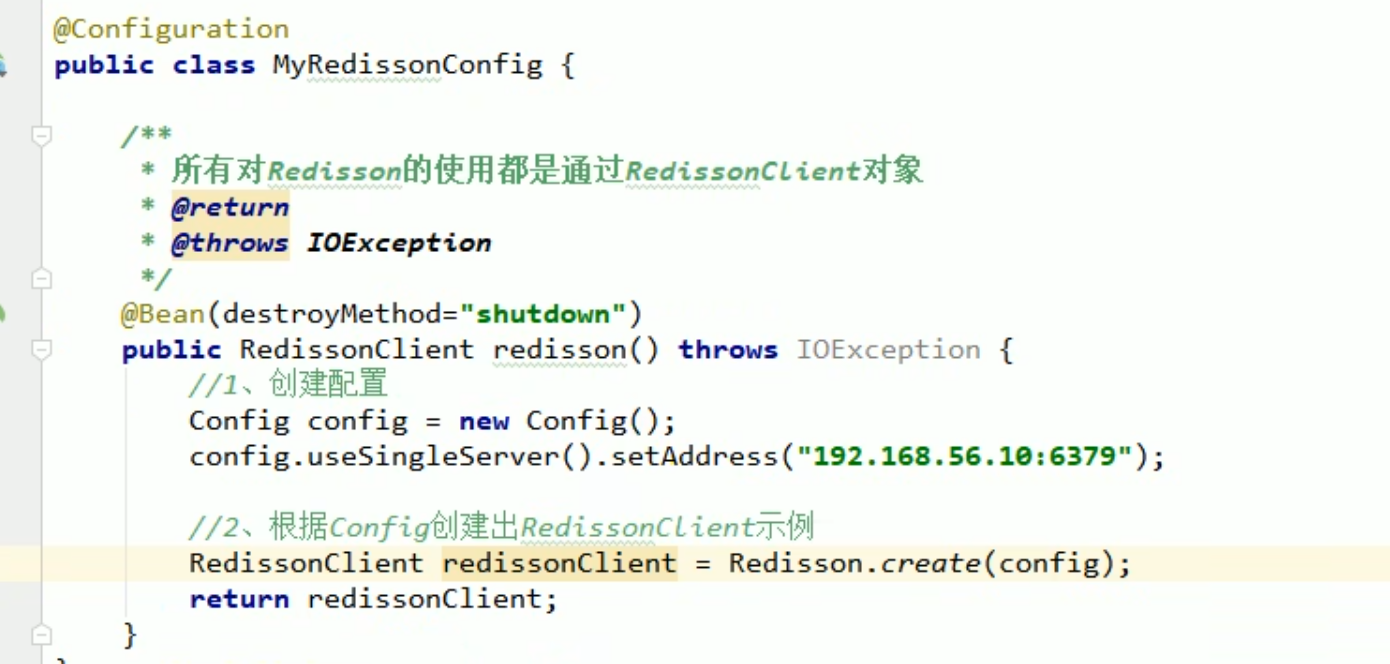 @Configuration
public class MyRedissonConfig {
/**
* 所有对Redisson的使用都是通过RedissonClient对象
* @return
* @throws IOException
*/
@Bean(destroyMethod="shutdown")
public RedissonClient redisson() throws IOException {
//1、创建配置
Config config = new Config();
config.useSingleServer().setAddress("192.168.56.10:6379");
//2、根据Config创建出RedissonClient示例
RedissonClient redissonClient = Redisson.create(config);
return redissonClient;
}